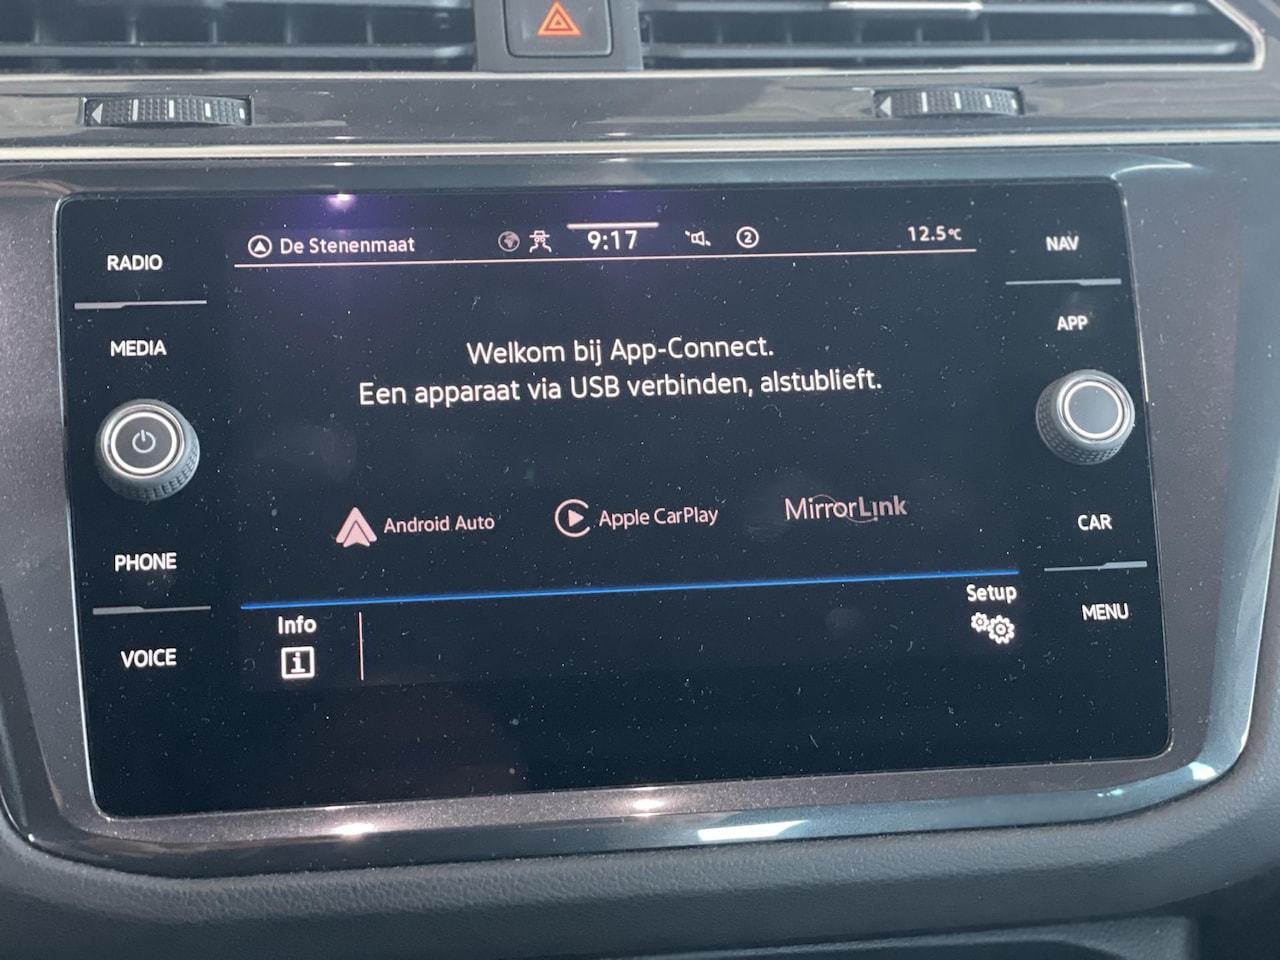 De Stenenmaat 9:17 2 12.5°C
RADIO
MEDIA
PHONE
VOICE
Welkom bij App-Connect.
Een apparaat via USB verbinden, alstublieft.
Android Auto Apple CarPlay MirrorLink
Info
Setup
NAV
APP
CAR
MENU